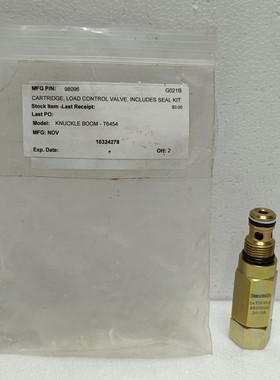 MFG P/N: 98096 G021B
CARTRIDGE, LOAD CONTROL VALVE, INCLUDES SEAL KIT
Stock Item -Last Receipt: $0.00
Last PO:
Model: KNUCKLE BOOM - T6454
MFG: NOV
10324278
Exp. Date: OH: 2